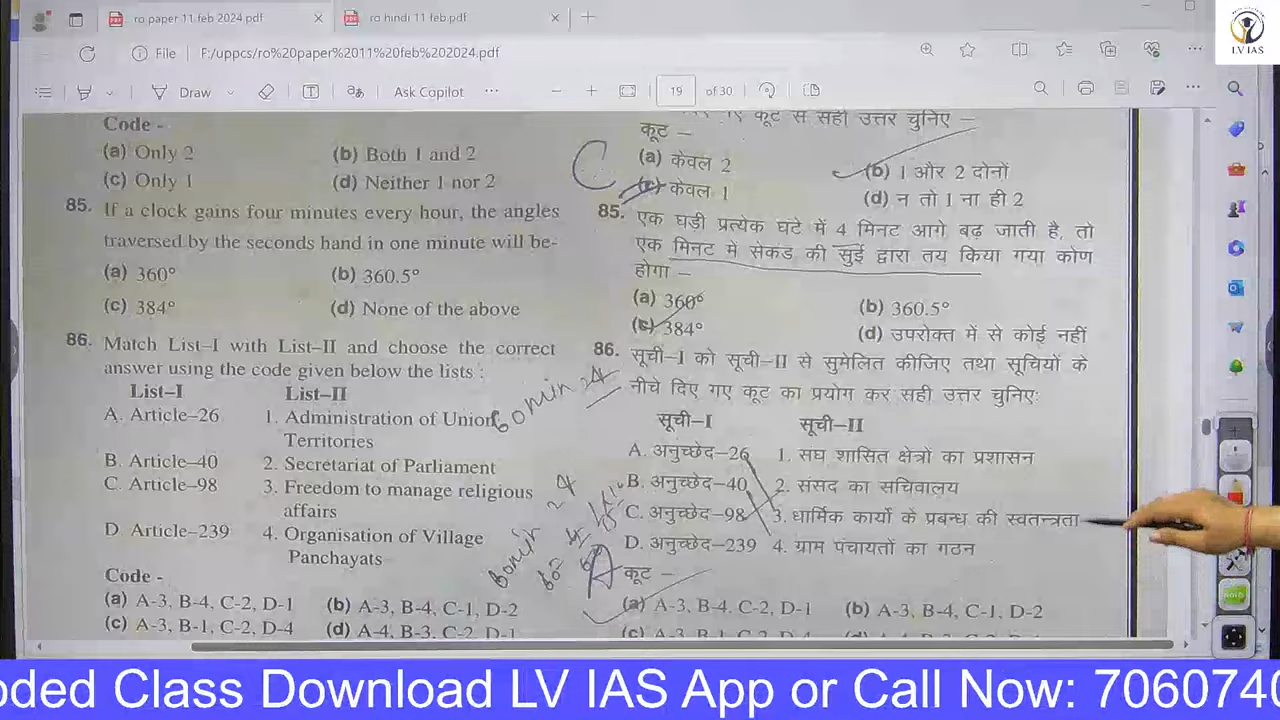 ro paper 11 feb 2024.pdf
ro hindi 11 feb.pdf
File
F:/uppcs/ro%20paper%2011%20feb%202024.pdf
LV IAS
Draw
Ask Copilot
19 of 30
Code -
(a) Only 2 (b) Both 1 and 2
(c) Only 1 (d) Neither 1 nor 2
85. If a clock gains four minutes every hour, the angles
traversed by the seconds hand in one minute will be-
(a) 360° (b) 360.5°
(c) 384° (d) None of the above
86. Match List–I with List–II and choose the correct
answer using the code given below the lists :
List–I List–II
A. Article–26 1. Administration of Union
Territories
B. Article–40 2. Secretariat of Parliament
C. Article–98 3. Freedom to manage religious
affairs
D Article–239 4. Organisation of Village
Panchayats
Code -
(a) A-3, B-4, C-2, D-1 (b) A-3, B-4, C-1, D-2
(c) A-3, B-1, C-2, D-4 (d) A-4, B-3, C-2, D-1
कूट से सही उत्तर चुनिए –
कूट –
(a) केवल 2 (b) 1 और 2 दोनों
C
(c) केवल 1 (d) न तो 1 ना ही 2
85. एक घड़ी प्रत्येक घंटे में 4 मिनट आगे बढ़ जाती है, तो
एक मिनट में सेकंड की सुई द्वारा तय किया गया कोण
होगा –
(a) 360° (b) 360.5°
(c) 384° (d) उपरोक्त में से कोई नहीं
86. सूची–I को सूची–II से सुमेलित कीजिए तथा सूचियों के
नीचे दिए गए कूट का प्रयोग कर सही उत्तर चुनिए:
सूची–I सूची–II
A. अनुच्छेद–26 1. संघ शासित क्षेत्रों का प्रशासन
B. अनुच्छेद–40 2. संसद का सचिवालय
C. अनुच्छेद–98 3. धार्मिक कार्यो के प्रबन्ध की स्वतन्त्रता
D. अनुच्छेद–239 4. ग्राम पंचायतों का गठन
A
कूट –
(a) A-3, B-4, C-2, D-1 (b) A-3, B-4, C-1, D-2
60 min 24
oded Class Download LV IAS App or Call Now: 7060740